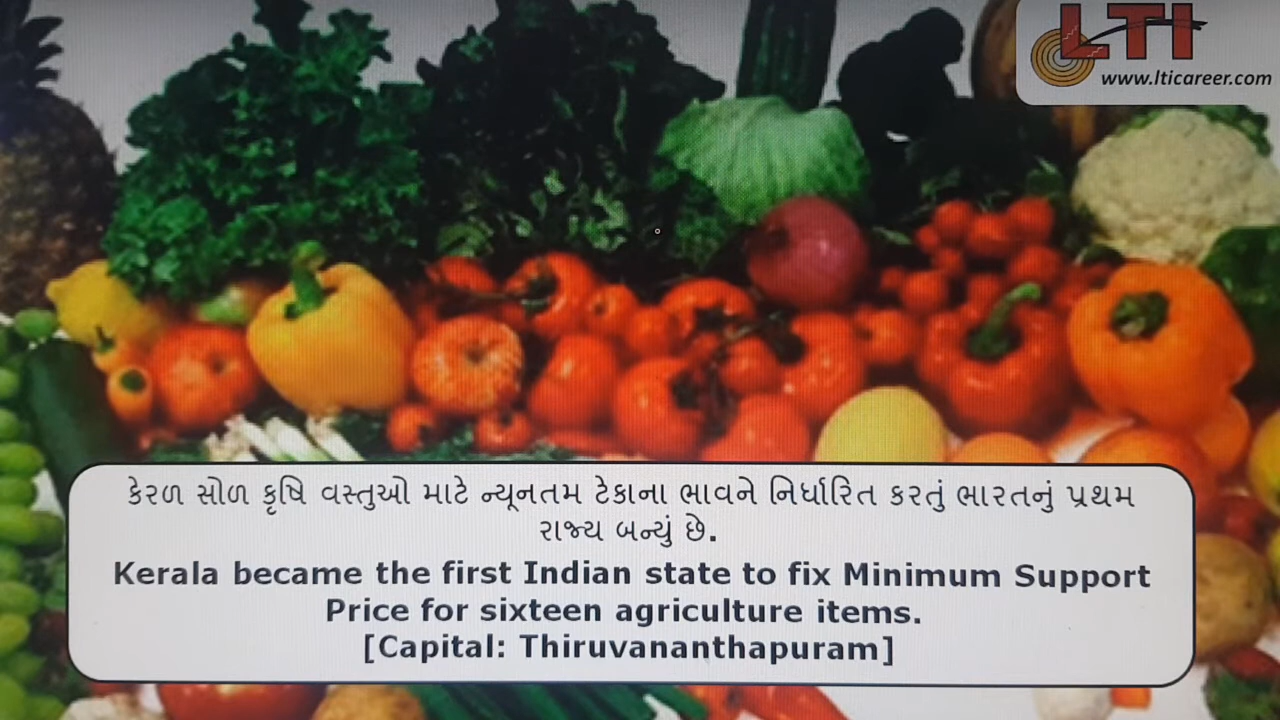 LTI
www.lticareer.com
કેરળ સોળ કૃષિ વસ્તુઓ માટે ન્યૂનતમ ટેકાના ભાવને નિર્ધારિત કરતું ભારતનું પ્રથમ
રાજ્ય બન્યું છે.
Kerala became the first Indian state to fix Minimum Support
Price for sixteen agriculture items.
[Capital: Thiruvananthapuram]